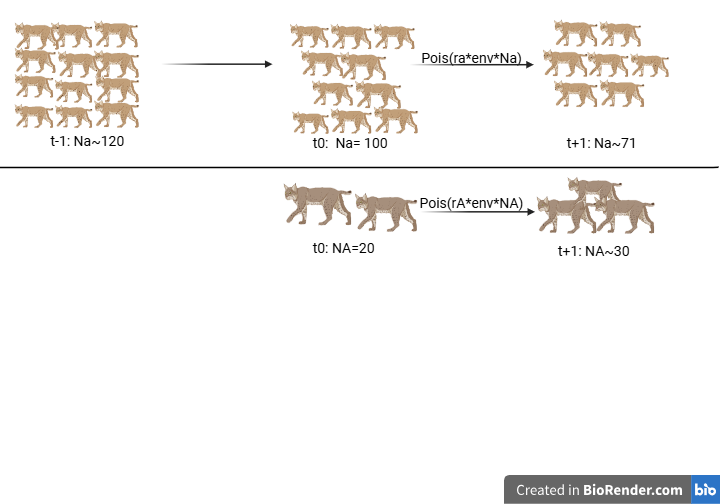 Pois(ra*env*Na)
t-1: Na~120
t0: Na= 100
t+1: Na~71
Pois(rA*env*NA)
t0: NA=20
t+1: NA~30
Created in BioRender.com bio